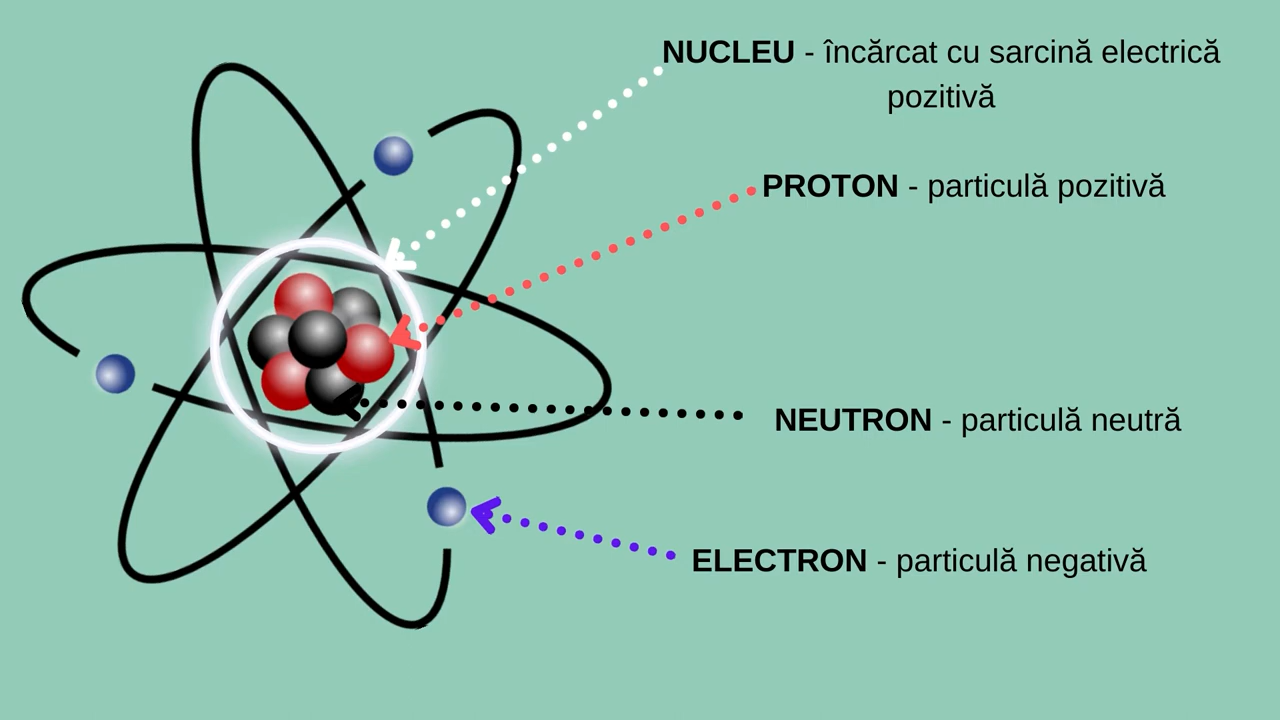 NUCLEU - încărcat cu sarcină electrică
pozitivă
PROTON - particulă pozitivă
NEUTRON - particulă neutră
ELECTRON - particulă negativă